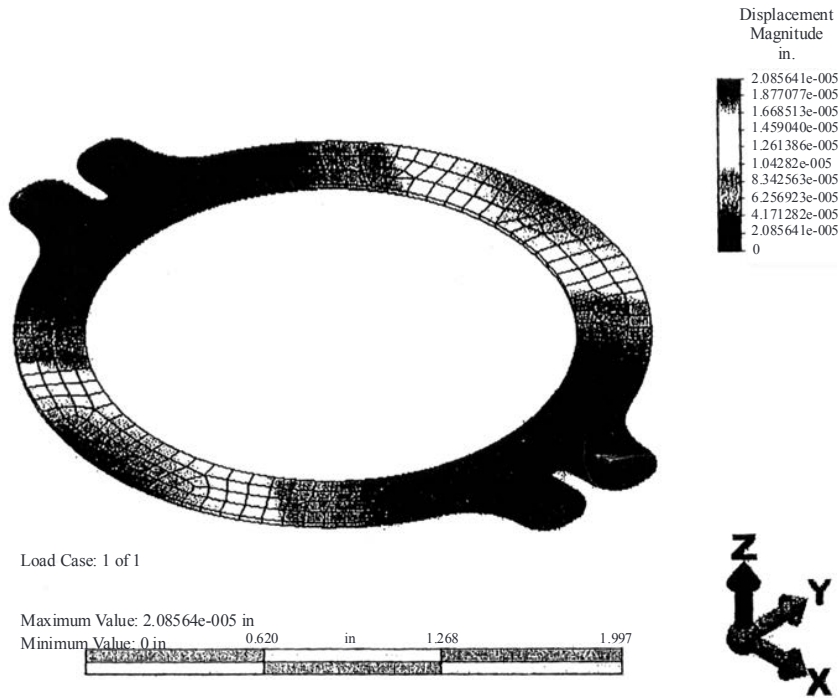 Displacement
Magnitude
in.
2.085641e-005
1.877077e-005
1.668513e-005
1.459040e-005
1.261386e-005
1.04282e-005
8.342563e-005
6.256923e-005
4.171282e-005
2.085641e-005
0
Load Case: 1 of 1
Maximum Value: 2.08564e-005 in
Minimum Value: 0 in
0.620 in 1.268 1.997
Z
Y
X